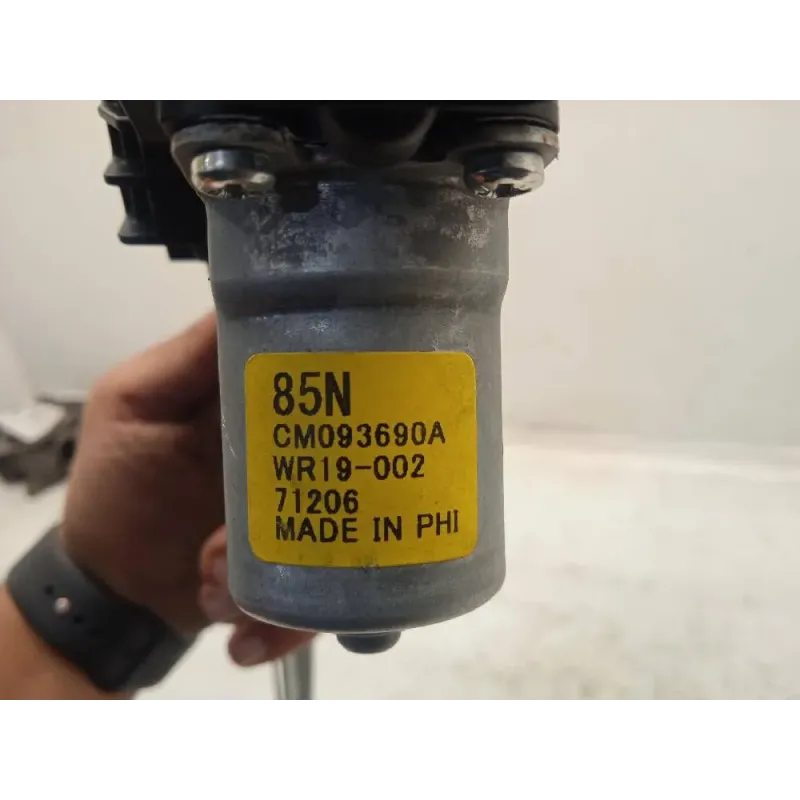 85N
CM093690A
WR19-002
71206
MADE IN PHI